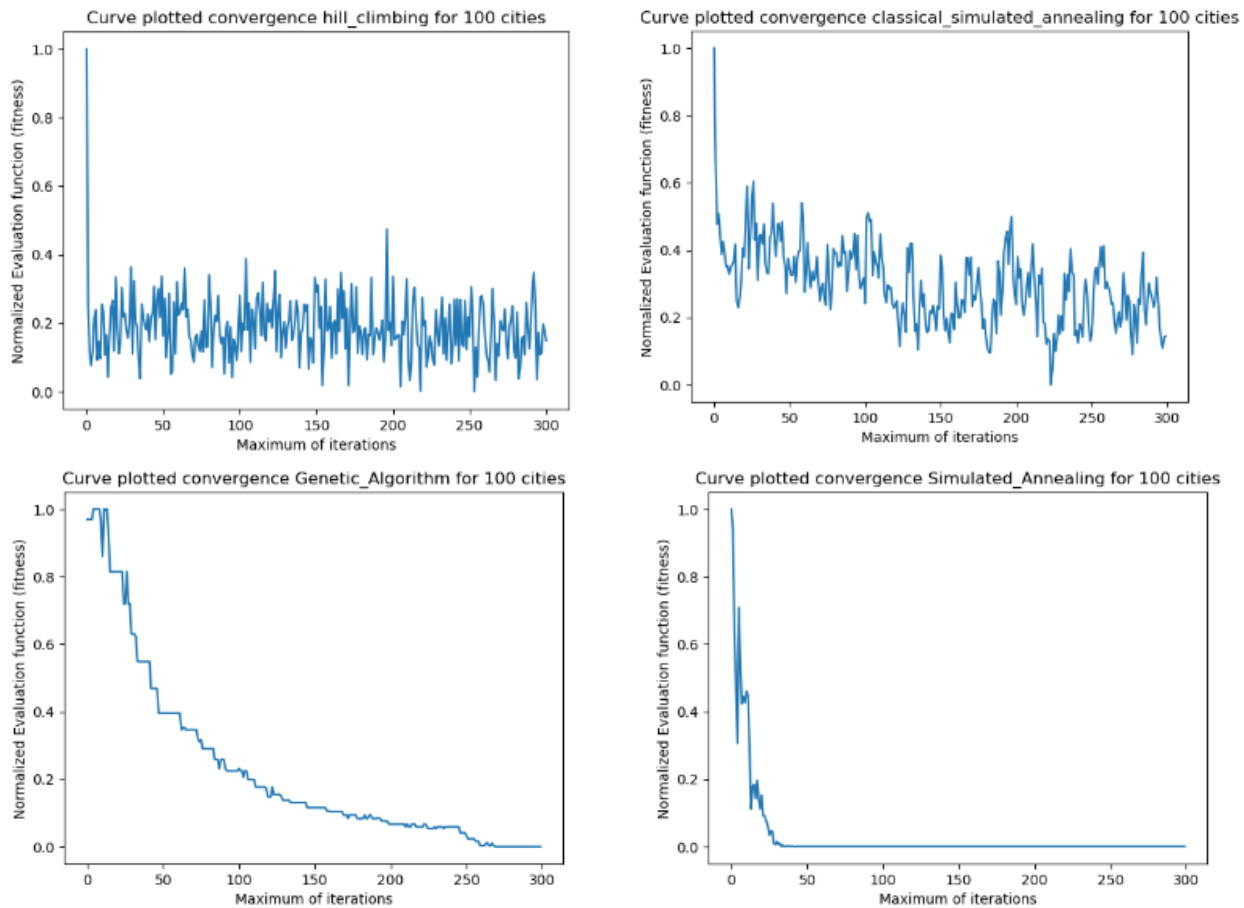 Curve plotted convergence hill_climbing for 100 cities
Normalized Evaluation function (fitness)
1.0
0.8
0.6
0.4
0.2
0.0
0 50 100 150 200 250 300
Maximum of iterations
Curve plotted convergence classical_simulated_annealing for 100 cities
Normalized Evaluation function (fitness)
1.0
0.8
0.6
0.4
0.2
0.0
0 50 100 150 200 250 300
Maximum of iterations
Curve plotted convergence Genetic_Algorithm for 100 cities
Normalized Evaluation function (fitness)
1.0
0.8
0.6
0.4
0.2
0.0
0 50 100 150 200 250 300
Maximum of iterations
Curve plotted convergence Simulated_Annealing for 100 cities
Normalized Evaluation function (fitness)
1.0
0.8
0.6
0.4
0.2
0.0
0 50 100 150 200 250 300
Maximum of iterations